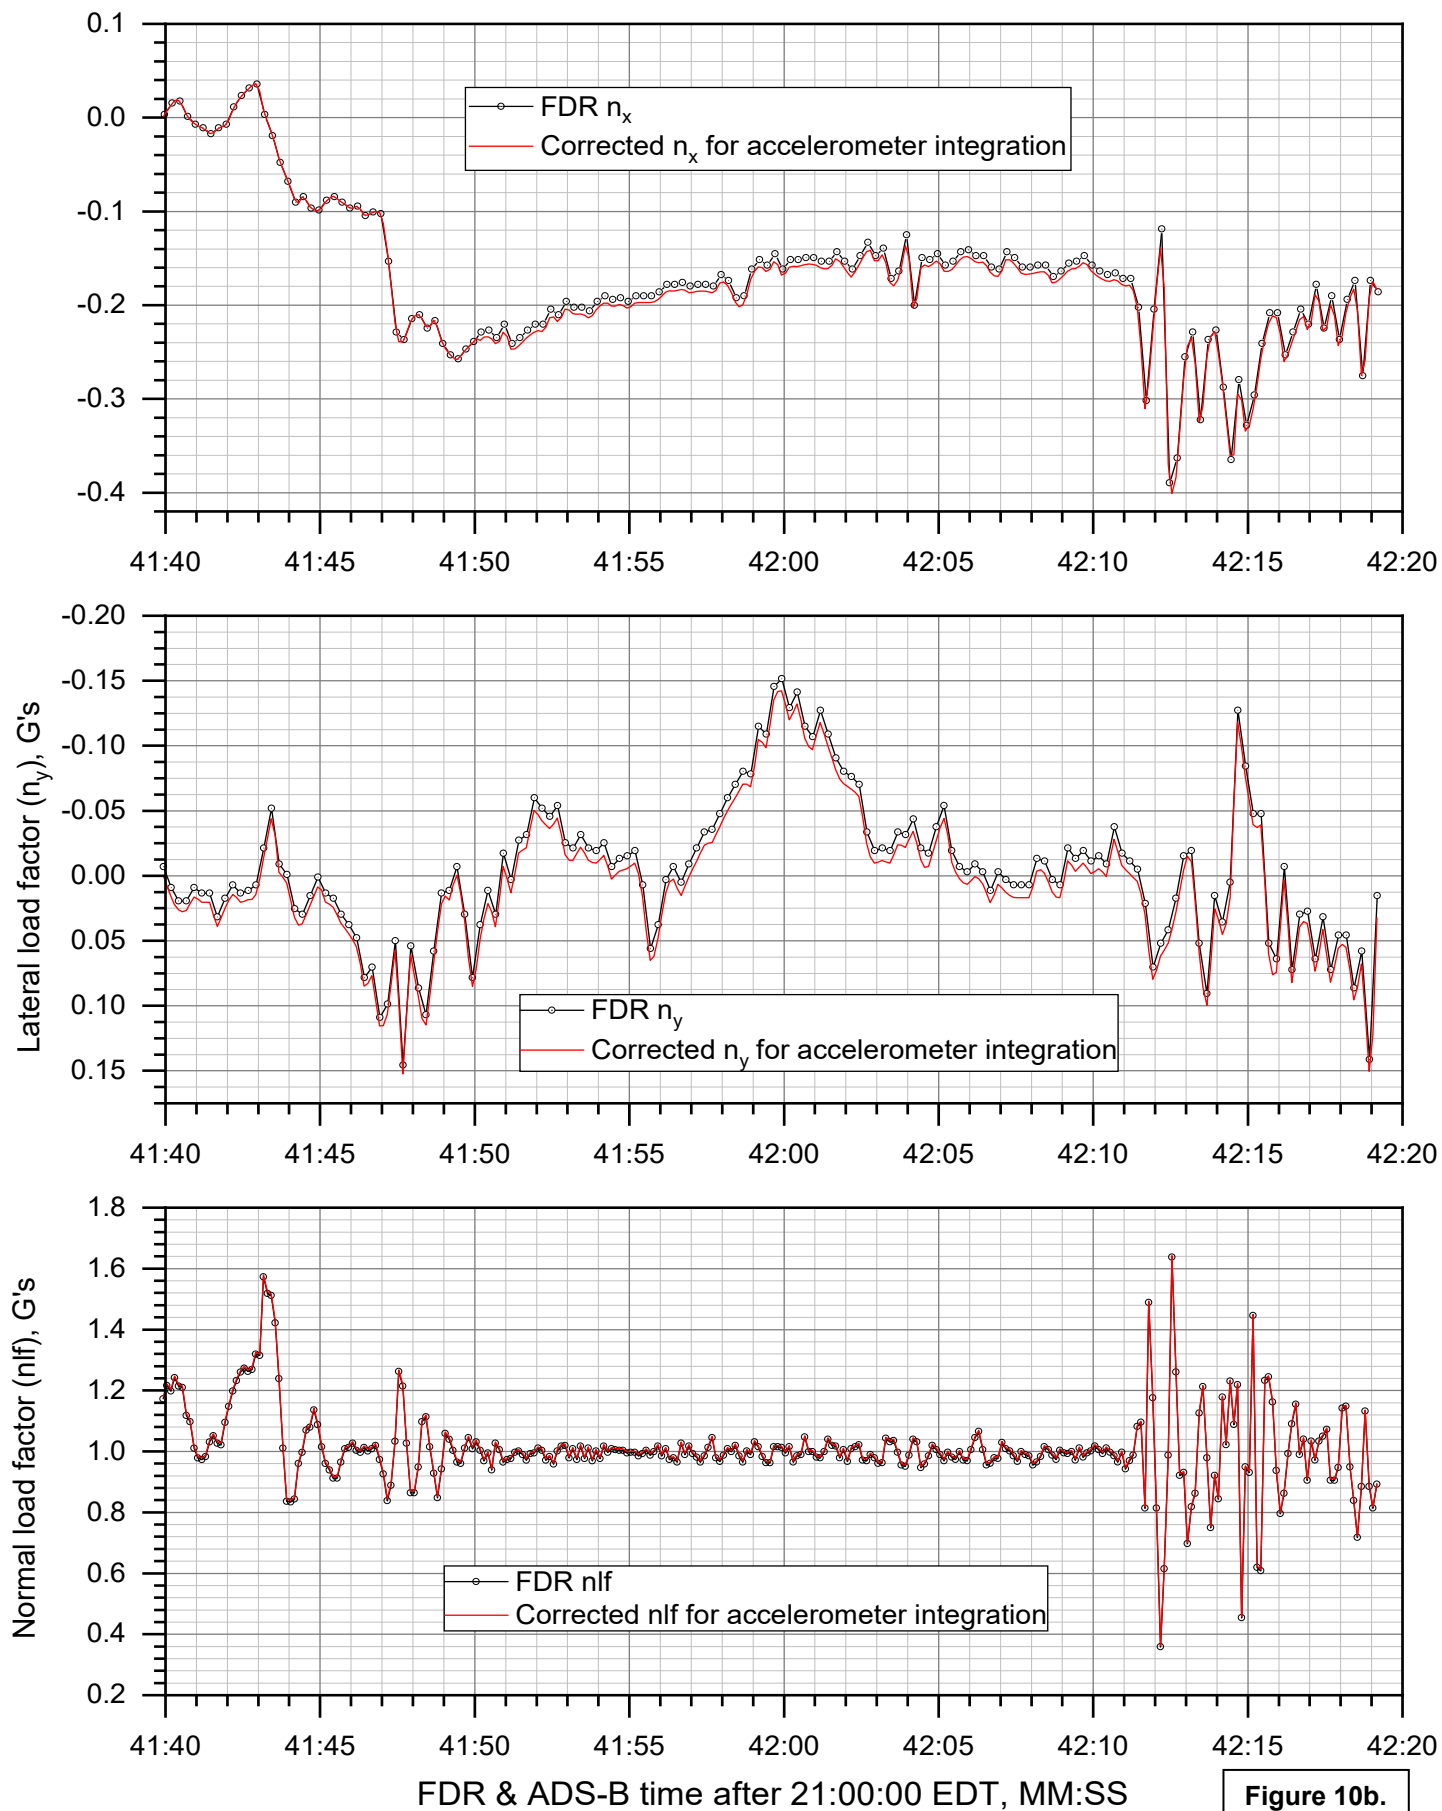 0.1
0.0
-0.1
-0.2
-0.3
-0.4
FDR nx
Corrected nx for accelerometer integration
41:40 41:45 41:50 41:55 42:00 42:05 42:10 42:15 42:20
Lateral load factor (ny), G's
-0.20
-0.15
-0.10
-0.05
0.00
0.05
0.10
0.15
FDR ny
Corrected ny for accelerometer integration
41:40 41:45 41:50 41:55 42:00 42:05 42:10 42:15 42:20
Normal load factor (nlf), G's
1.8
1.6
1.4
1.2
1.0
0.8
0.6
0.4
0.2
FDR nlf
Corrected nlf for accelerometer integration
41:40 41:45 41:50 41:55 42:00 42:05 42:10 42:15 42:20
FDR & ADS-B time after 21:00:00 EDT, MM:SS
Figure 10b.